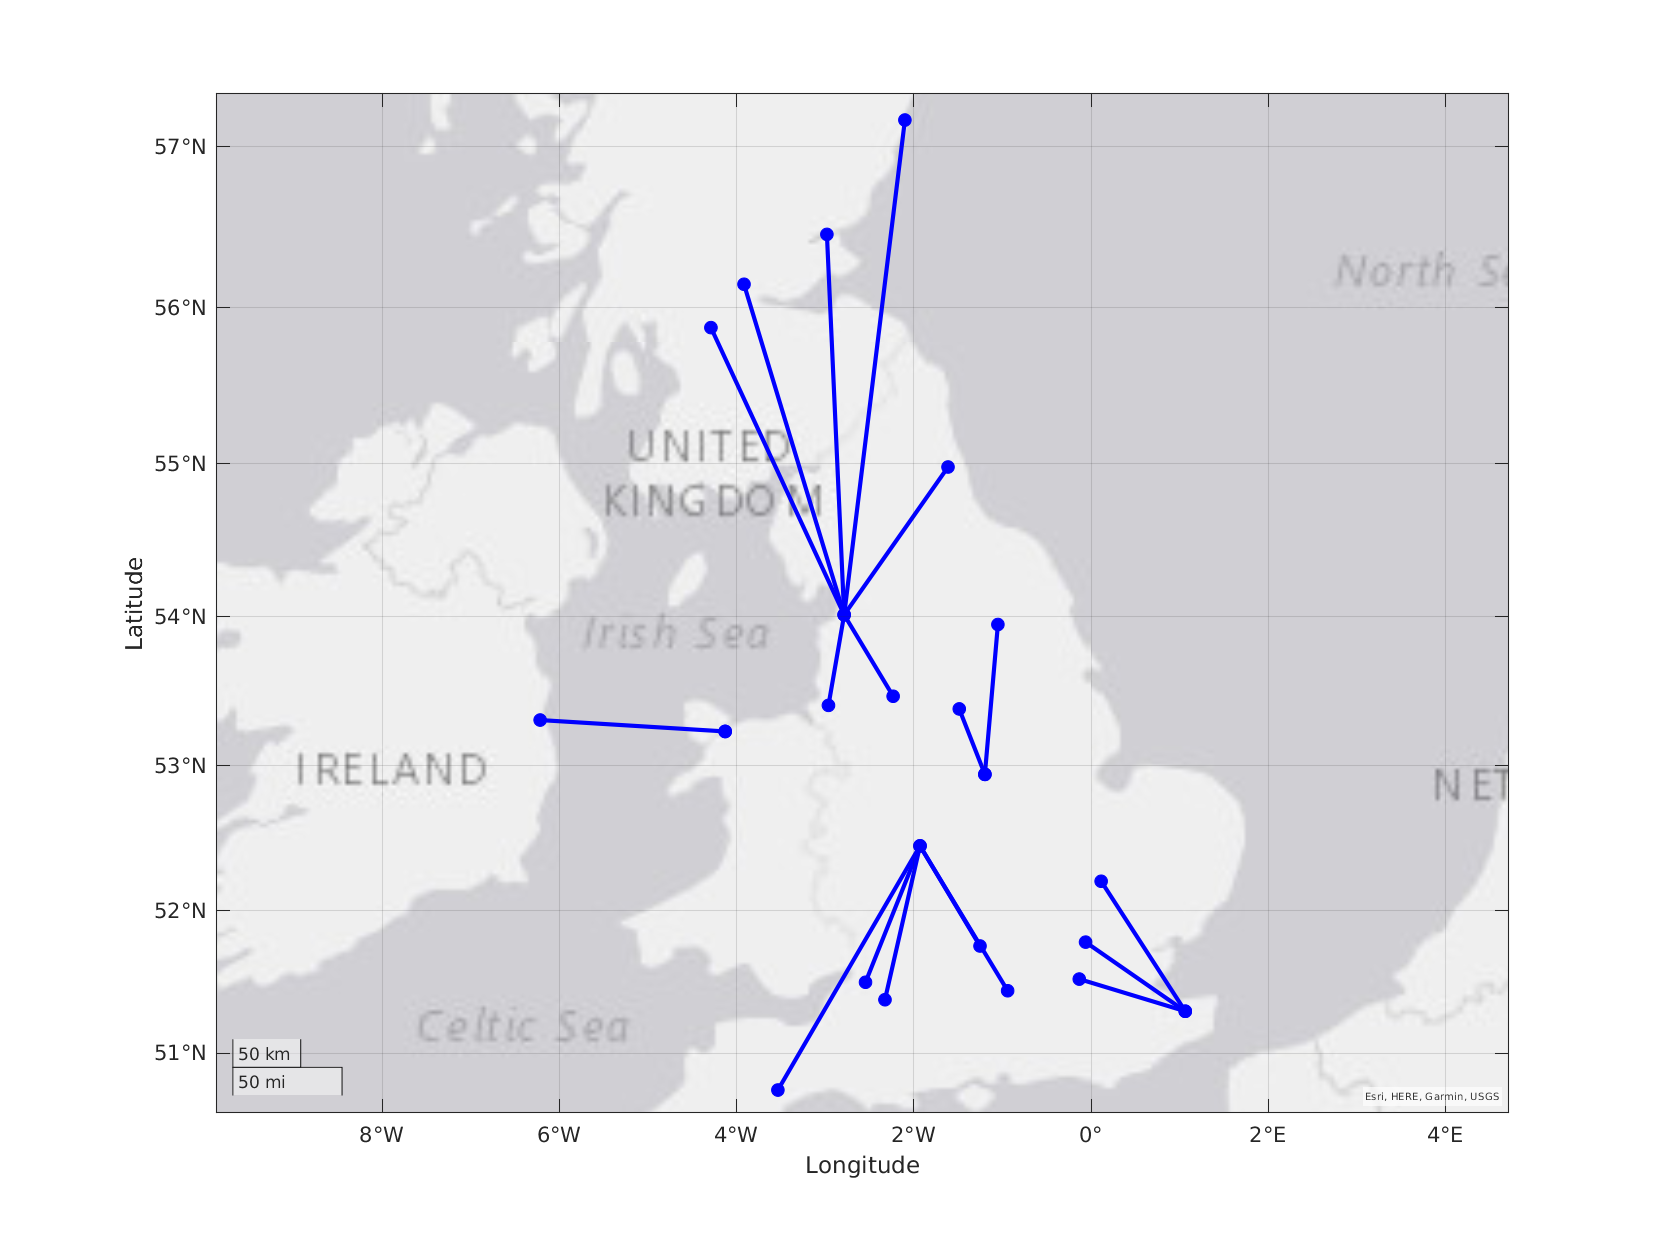 57°N
56°N
55°N
54°N
53°N
52°N
51°N
Latitude
North Se
UNITED
KINGDOM
Irish Sea
IRELAND
NET
Celtic Sea
50 km
50 mi
Esri, HERE, Garmin, USGS
8°W
6°W
4°W
2°W
0°
2°E
4°E
Longitude